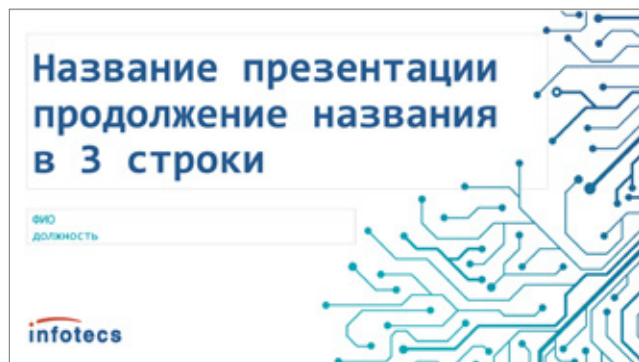 Название презентации
продолжение названия
в 3 строки
ФИО
должность
infotecs